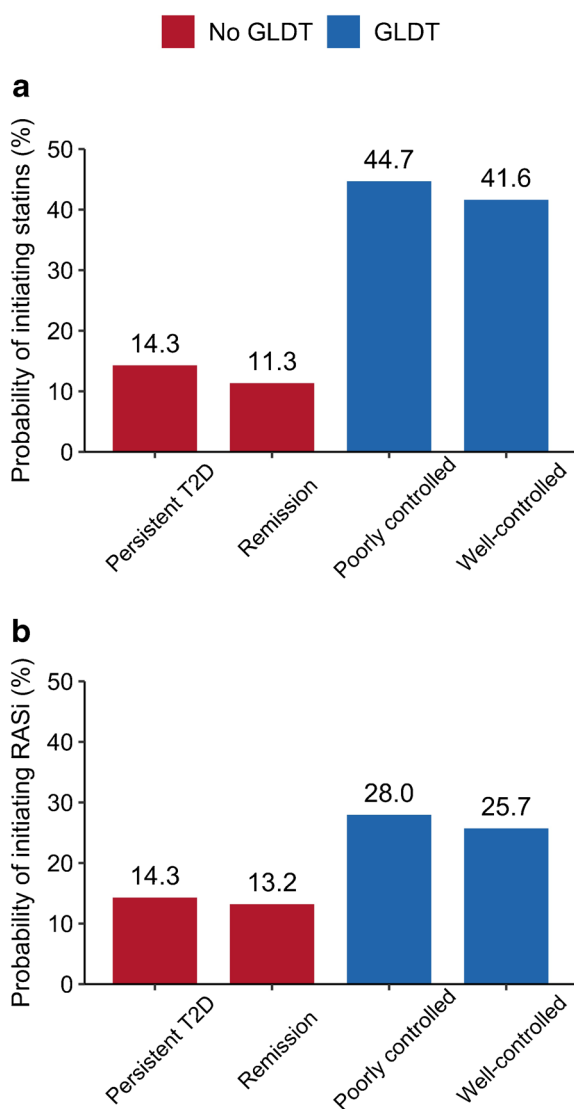 No GLDT GLDT
a
Probability of initiating statins (%)
50
40
30
20
10
0
14.3
11.3
44.7
41.6
Persistent T2D
Remission
Poorly controlled
Well-controlled
b
Probability of initiating RASi (%)
50
40
30
20
10
0
14.3
13.2
28.0
25.7
Persistent T2D
Remission
Poorly controlled
Well-controlled